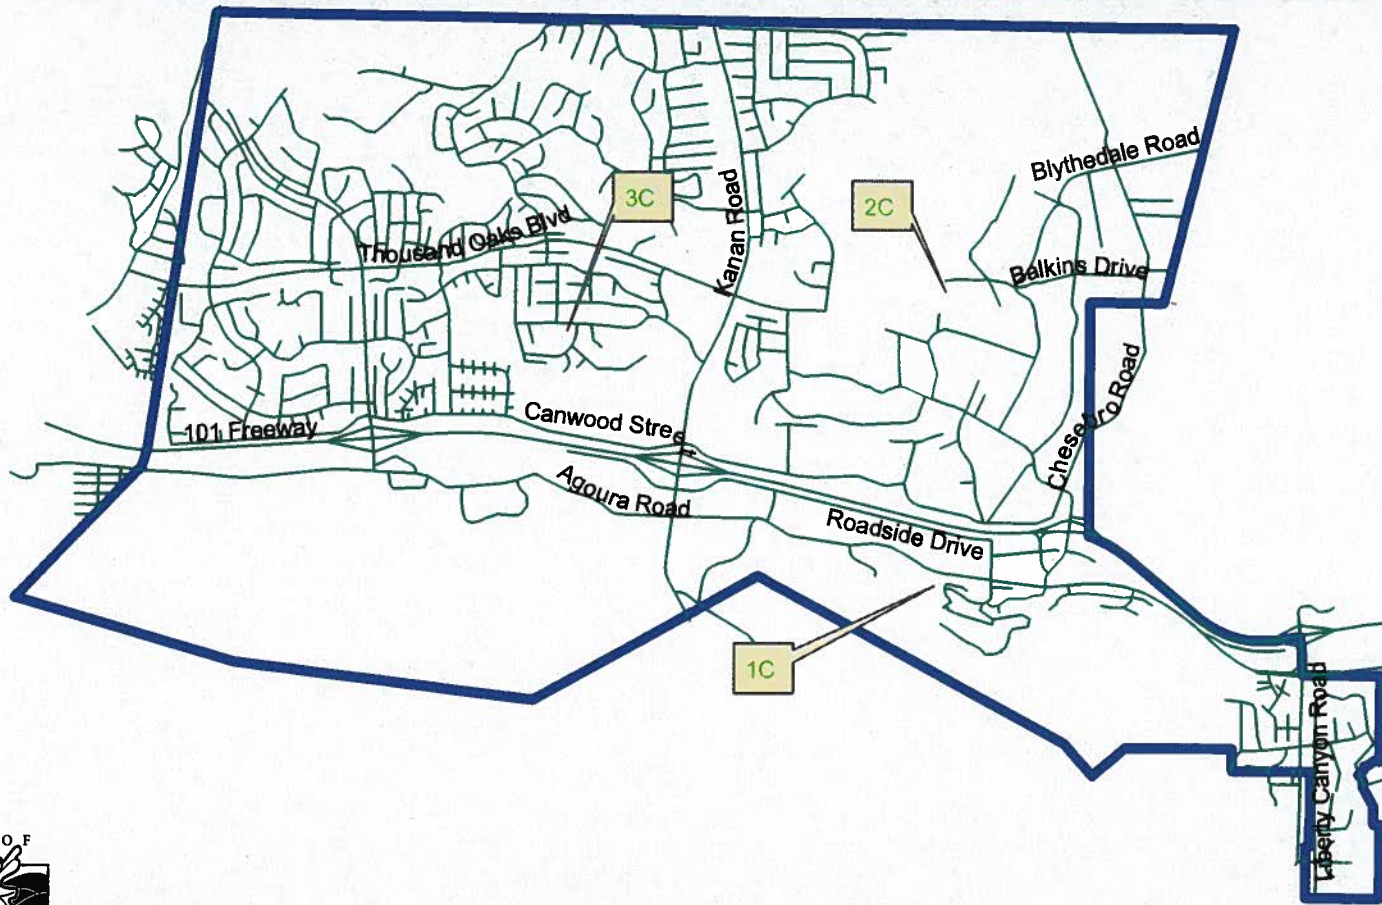 Blythedale Road
3C
Kanan Road
2C
Thousand Oaks Blvd
Balkins Drive
Chesebro Road
Canwood Street
101 Freeway
Agoura Road
Roadside Drive
1C
Liberty Canyon Road
O F